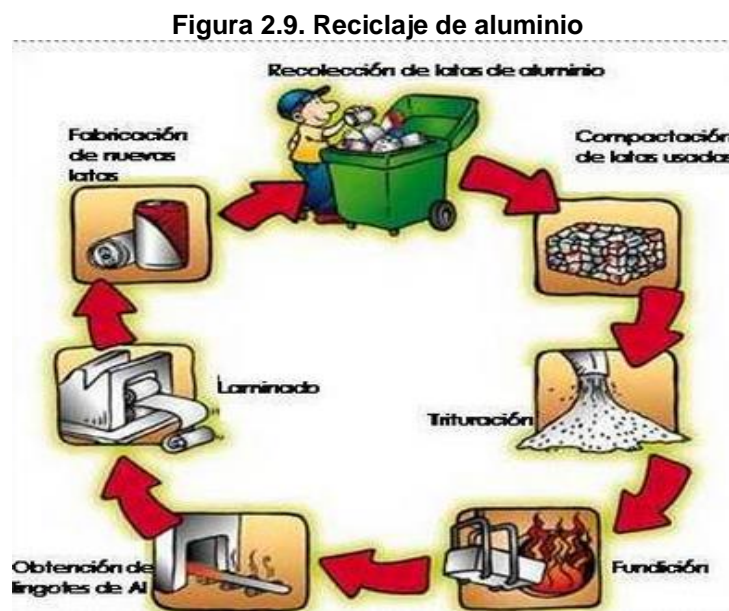 Figura 2.9. Reciclaje de aluminio
Recolección de latas de aluminio
Fabricación
de nuevas
latas
Compactación
de latas usadas
Laminado
Trituración
Obtención de
lingotes de Al
Fundición